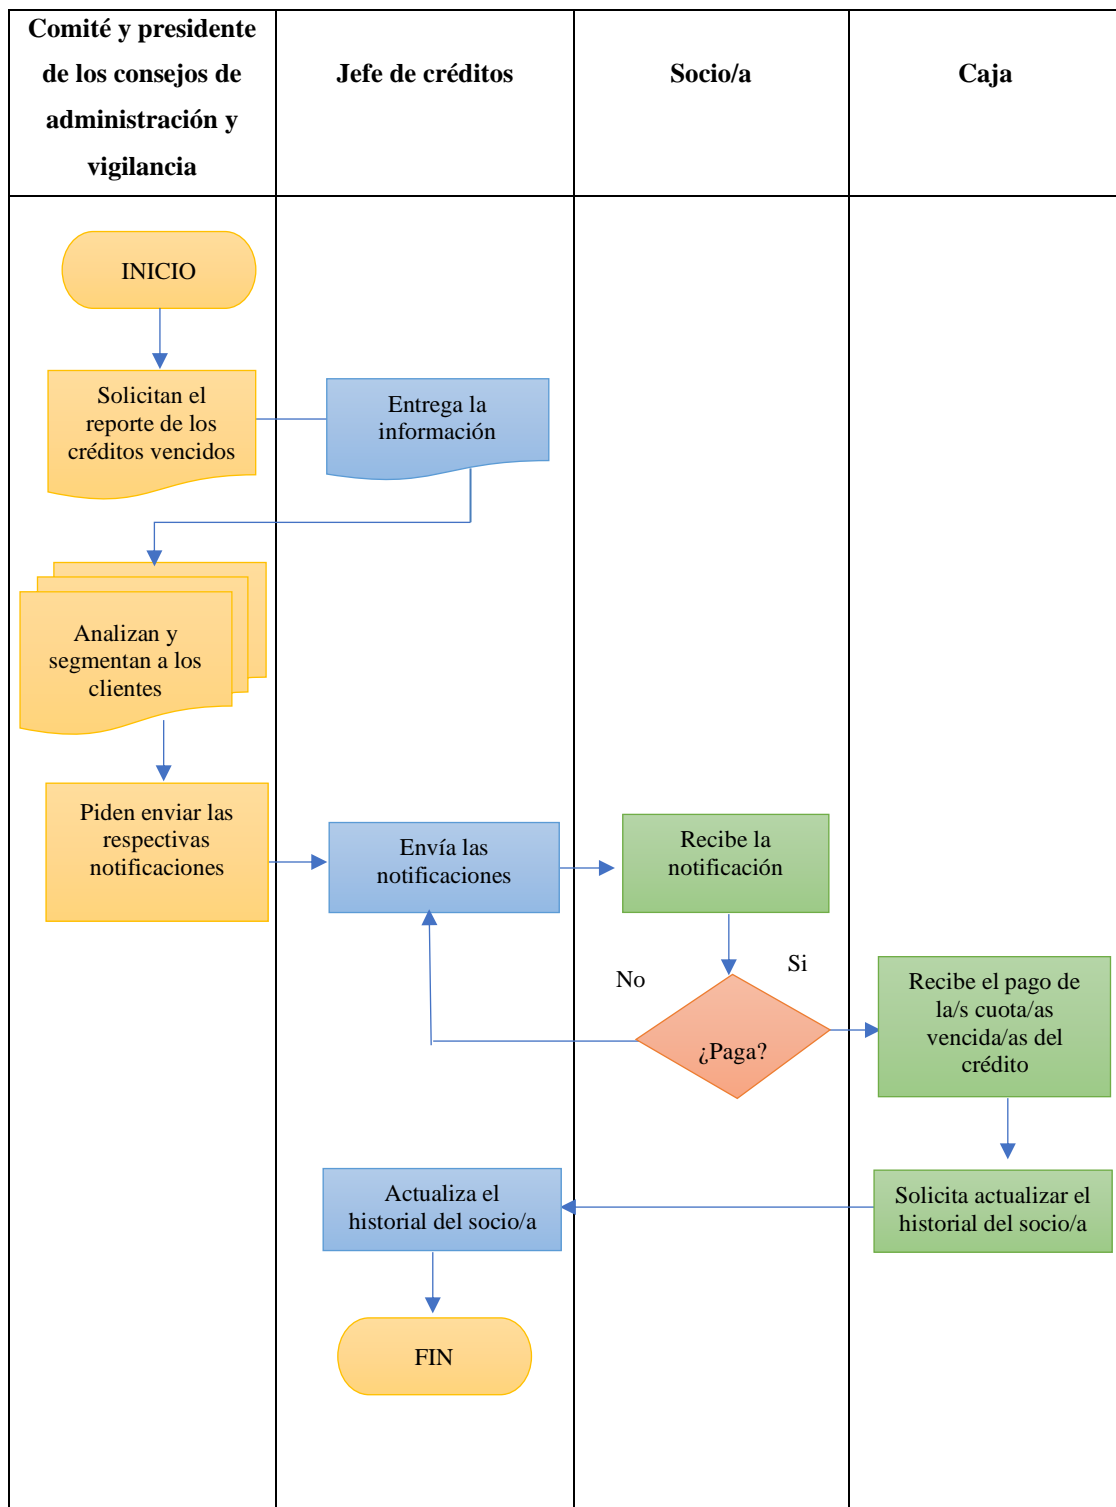 Comité y presidente
de los consejos de
administración y
vigilancia
Jefe de créditos
Socio/a
Caja
INICIO
Solicitan el
reporte de los
créditos vencidos
Entrega la
información
Analizan y
segmentan a los
clientes
Piden enviar las
respectivas
notificaciones
Envía las
notificaciones
Recibe la
notificación
No
Si
¿Paga?
Recibe el pago de
la/s cuota/as
vencida/as del
crédito
Solicita actualizar el
historial del socio/a
Actualiza el
historial del socio/a
FIN